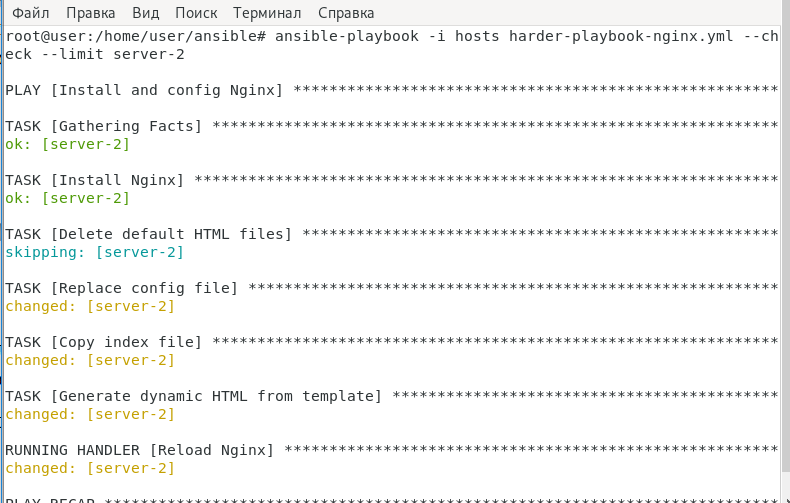 Файл Правка Вид Поиск Терминал Справка
root@user:/home/user/ansible# ansible-playbook -i hosts harder-playbook-nginx.yml --ch
eck --limit server-2
PLAY [Install and config Nginx] ******************************************************
TASK [Gathering Facts] ***************************************************************
ok: [server-2]
TASK [Install Nginx] *****************************************************************
ok: [server-2]
TASK [Delete default HTML files] *****************************************************
skipping: [server-2]
TASK [Replace config file] ***********************************************************
changed: [server-2]
TASK [Copy index file] ***************************************************************
changed: [server-2]
TASK [Generate dynamic HTML from template] *******************************************
changed: [server-2]
RUNNING HANDLER [Reload Nginx] *******************************************************
changed: [server-2]
PLAY RECAP ***************************************************************************